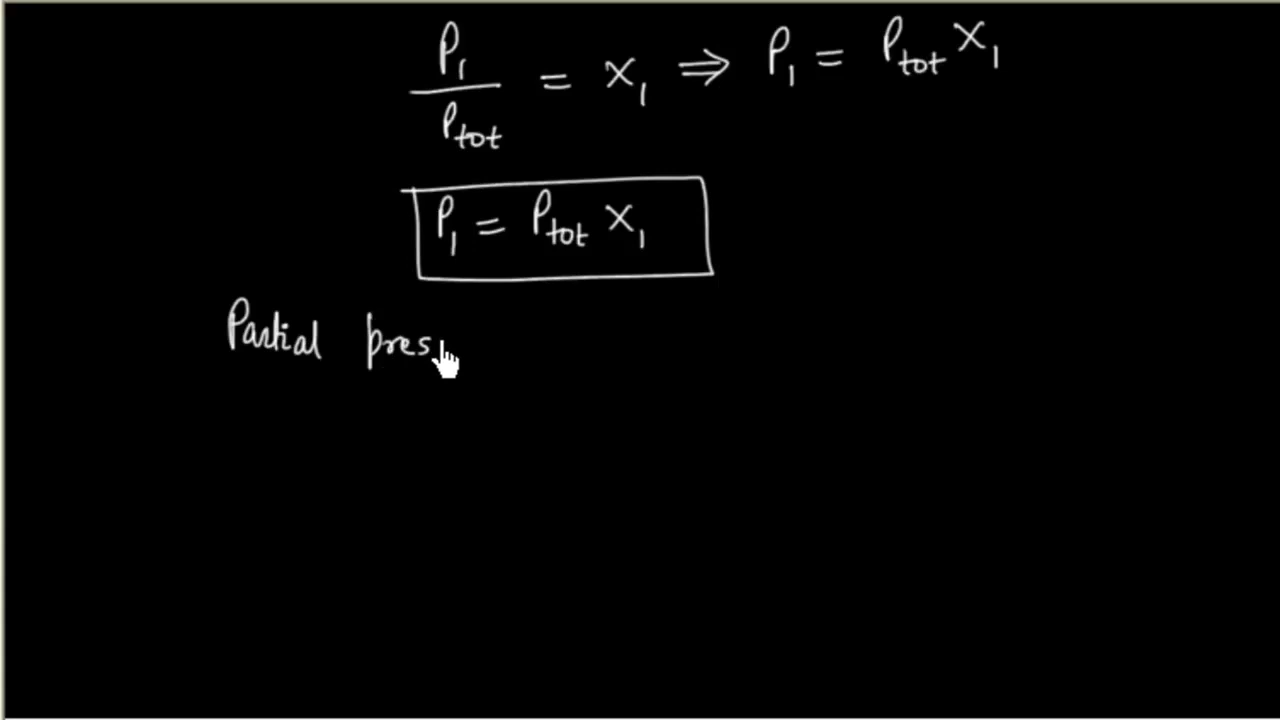 P₁/Ptot = X₁ ⇒ P₁ = Ptot X₁
P₁ = Ptot X₁
Partial pres